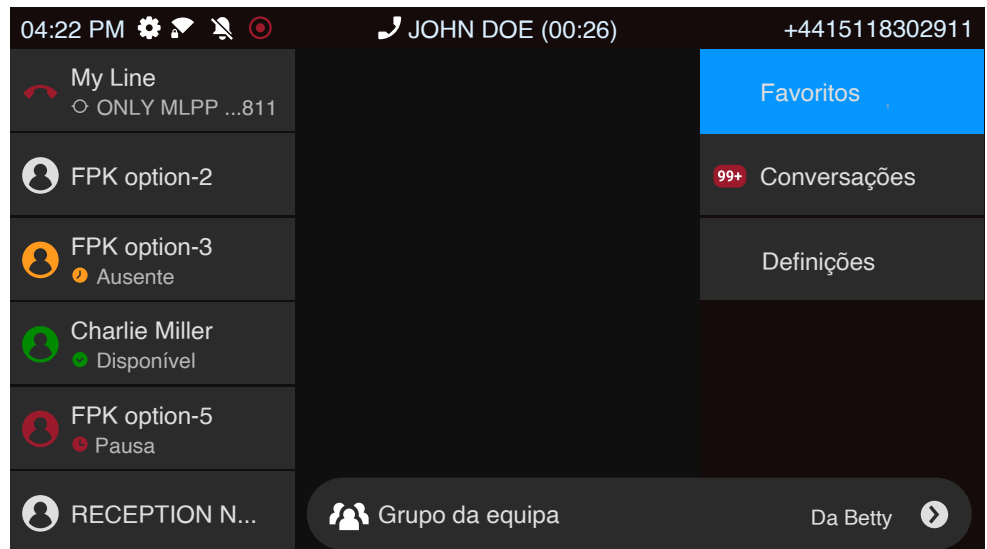 04:22 PM JOHN DOE (00:26) +4415118302911
My Line
ONLY MLPP ...811
FPK option-2
FPK option-3
Ausente
Charlie Miller
Disponível
FPK option-5
Pausa
RECEPTION N...
Favoritos
99+ Conversações
Definições
Grupo da equipa Da Betty